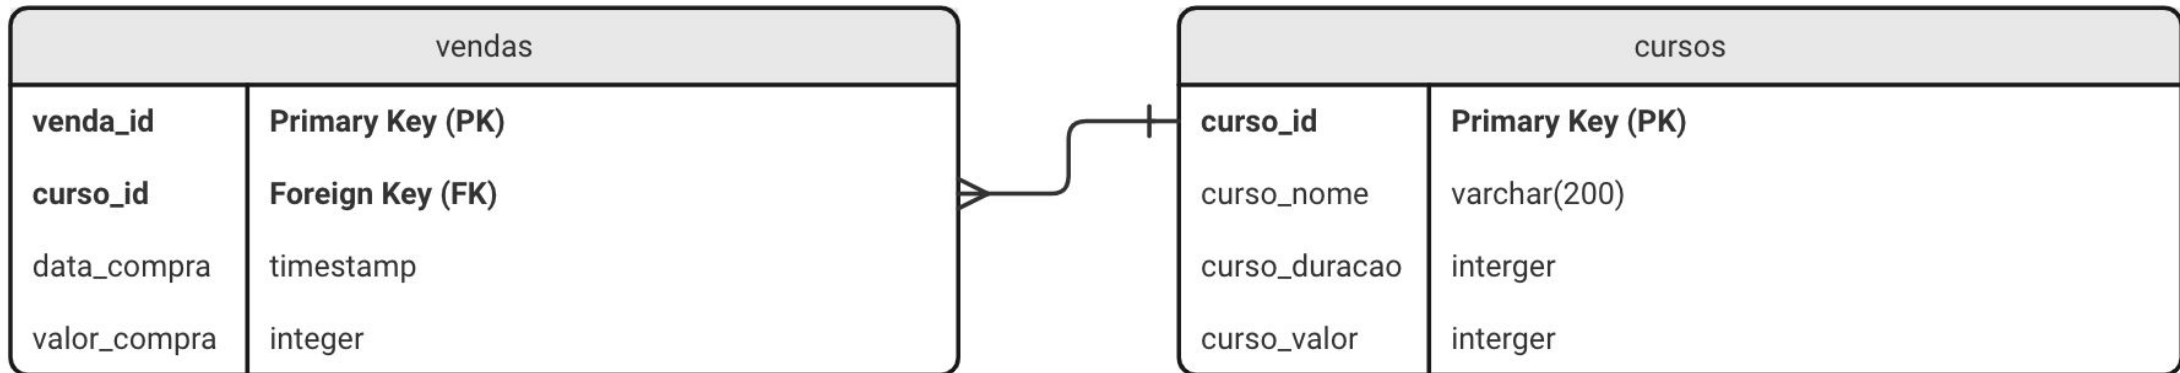 vendas
venda_id Primary Key (PK)
curso_id Foreign Key (FK)
data_compra timestamp
valor_compra integer
cursos
curso_id Primary Key (PK)
curso_nome varchar(200)
curso_duracao interger
curso_valor interger